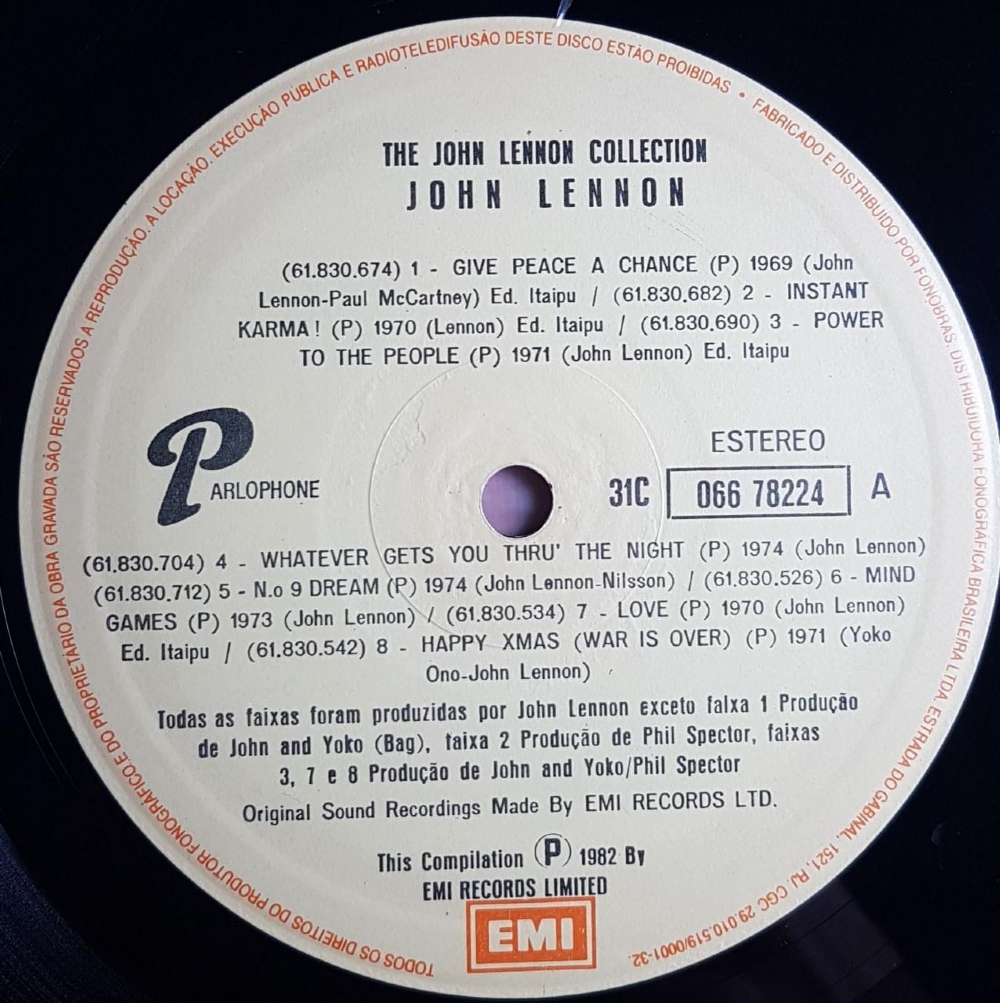 THE JOHN LENNON COLLECTION
JOHN LENNON
(61.830.674) 1 - GIVE PEACE A CHANCE (P) 1969 (John
Lennon-Paul McCartney) Ed. Itaipu / (61.830.682) 2 - INSTANT
KARMA! (P) 1970 (Lennon) Ed. Itaipu / (61.830.690) 3 - POWER
TO THE PEOPLE (P) 1971 (John Lennon) Ed. Itaipu
PARLOPHONE
ESTEREO
31C 066 78224 A
(61.830.704) 4 - WHATEVER GETS YOU THRU' THE NIGHT (P) 1974 (John Lennon)
(61.830.712) 5 - N.o 9 DREAM (P) 1974 (John Lennon-Nilsson) / (61.830.526) 6 - MIND
GAMES (P) 1973 (John Lennon) / (61.830.534) 7 - LOVE (P) 1970 (John Lennon)
Ed. Itaipu / (61.830.542) 8 - HAPPY XMAS (WAR IS OVER) (P) 1971 (Yoko
Ono-John Lennon)
Todas as faixas foram produzidas por John Lennon exceto faixa 1 Produção
de John and Yoko (Bag), faixa 2 Produção de Phil Spector, faixas
3, 7 e 8 Produção de John and Yoko/Phil Spector
Original Sound Recordings Made By EMI RECORDS LTD.
This Compilation (P) 1982 By
EMI RECORDS LIMITED
EMI
TODOS OS DIREITOS DO PRODUTOR FONOGRÁFICO E DO PROPRIETÁRIO DA OBRA GRAVADA SÃO RESERVADOS A REPRODUÇÃO. A LOCAÇÃO. EXECUÇÃO PÚBLICA E RADIOTELEDIFUSÃO DESTE DISCO ESTÃO PROIBIDAS • FABRICADO E DISTRIBUIDO POR FONOBRAS. DISTRIBUIDORA FONOGRÁFICA BRASILEIRA LTDA. ESTRADA DO GABINAL, 1521. RJ CGC 29.010.519/0001-32.